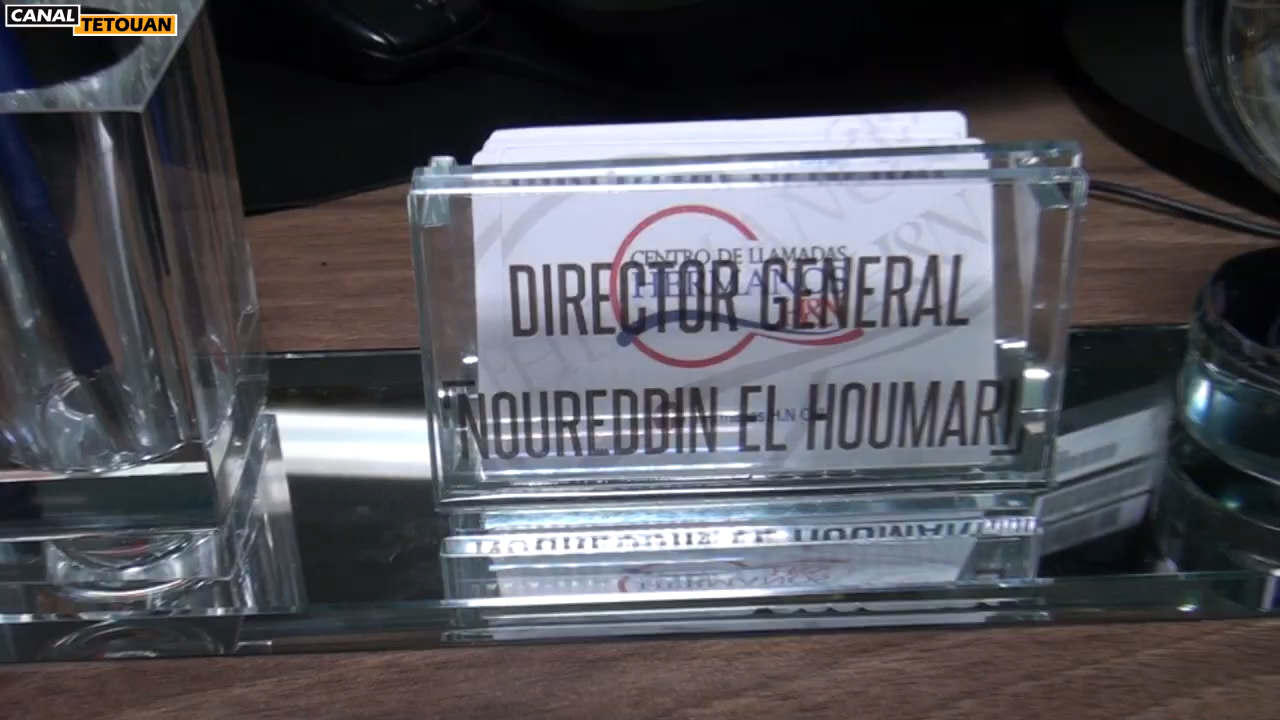 CANAL
TETOUAN
CENTRO DE LLAMADAS
HERMANOS
H&N
DIRECTOR GENERAL
NOUREDDIN EL HOUMARI